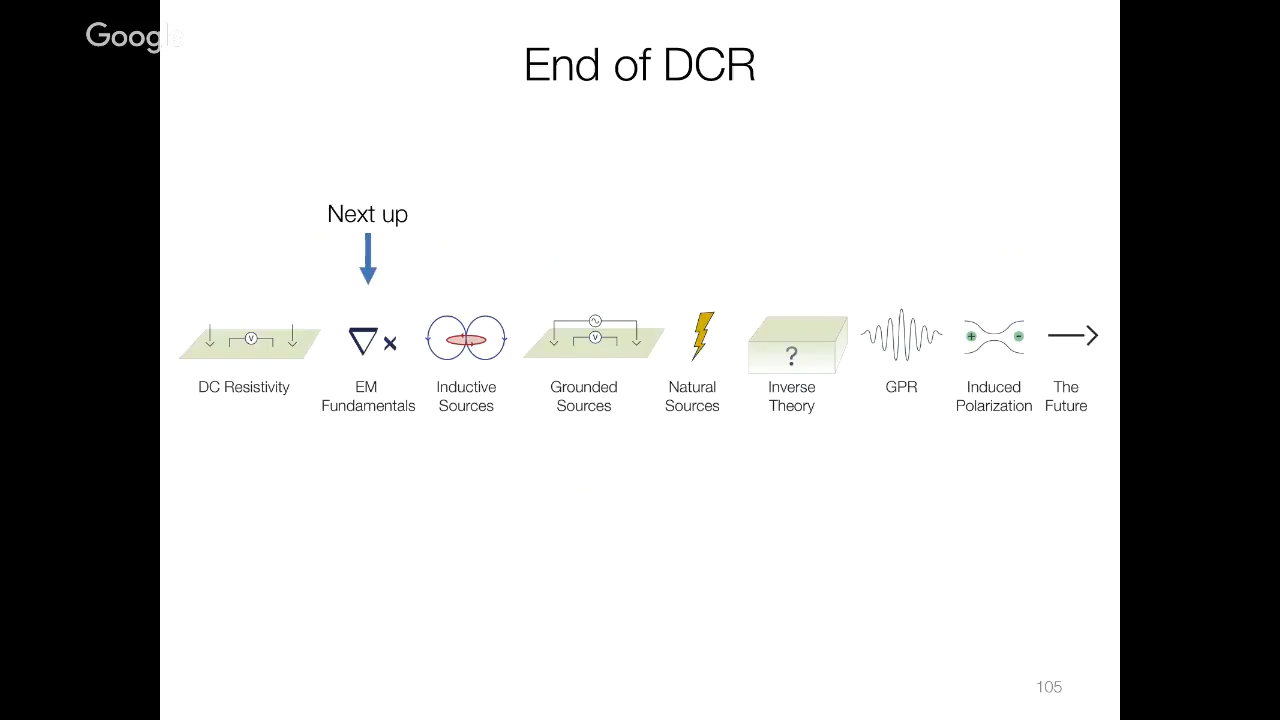 Google
End of DCR
Next up
V
V
?
+
-
DC Resistivity
EM
Fundamentals
Inductive
Sources
Grounded
Sources
Natural
Sources
Inverse
Theory
GPR
Induced
Polarization
The
Future
105